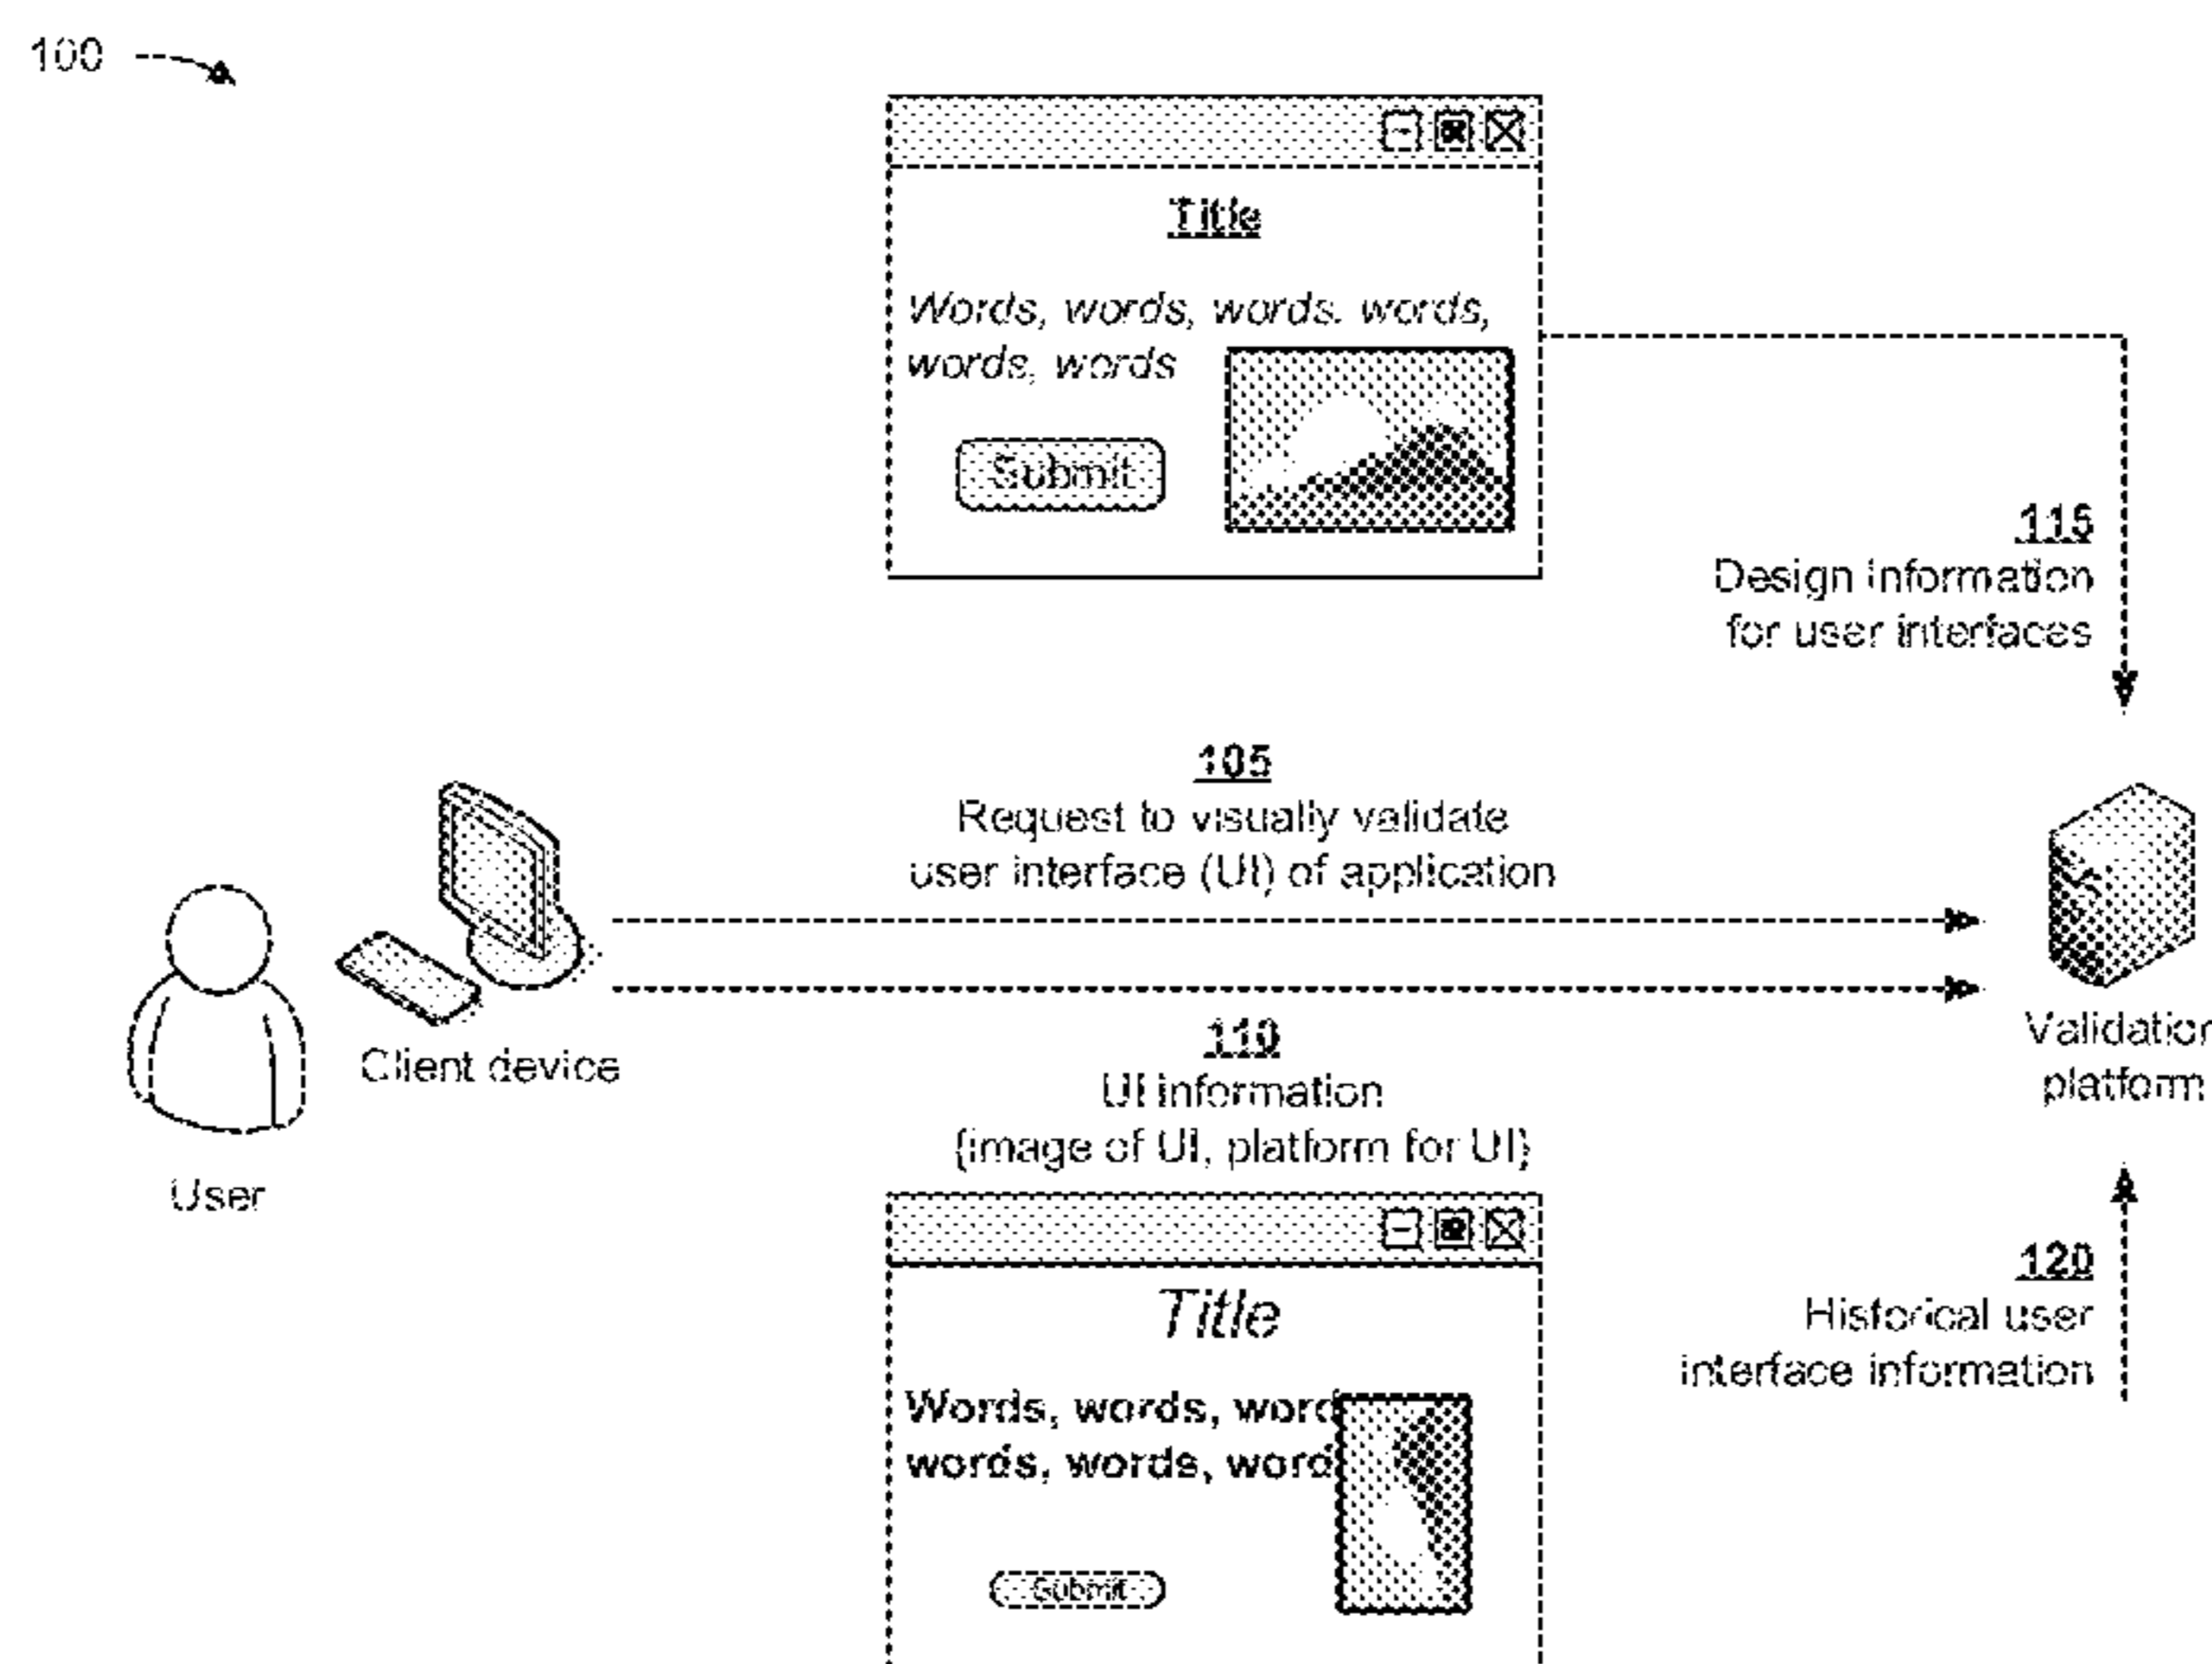 100
Title
Words, words, words. words,
words, words
Submit
115
Design information
for user interfaces
105
Request to visually validate
user interface (UI) of application
Client device
User
110
UI information
{image of UI, platform for UI}
Validation
platform
Title
Words, words, word
words, words, word
Submit
120
Historical user
interface information